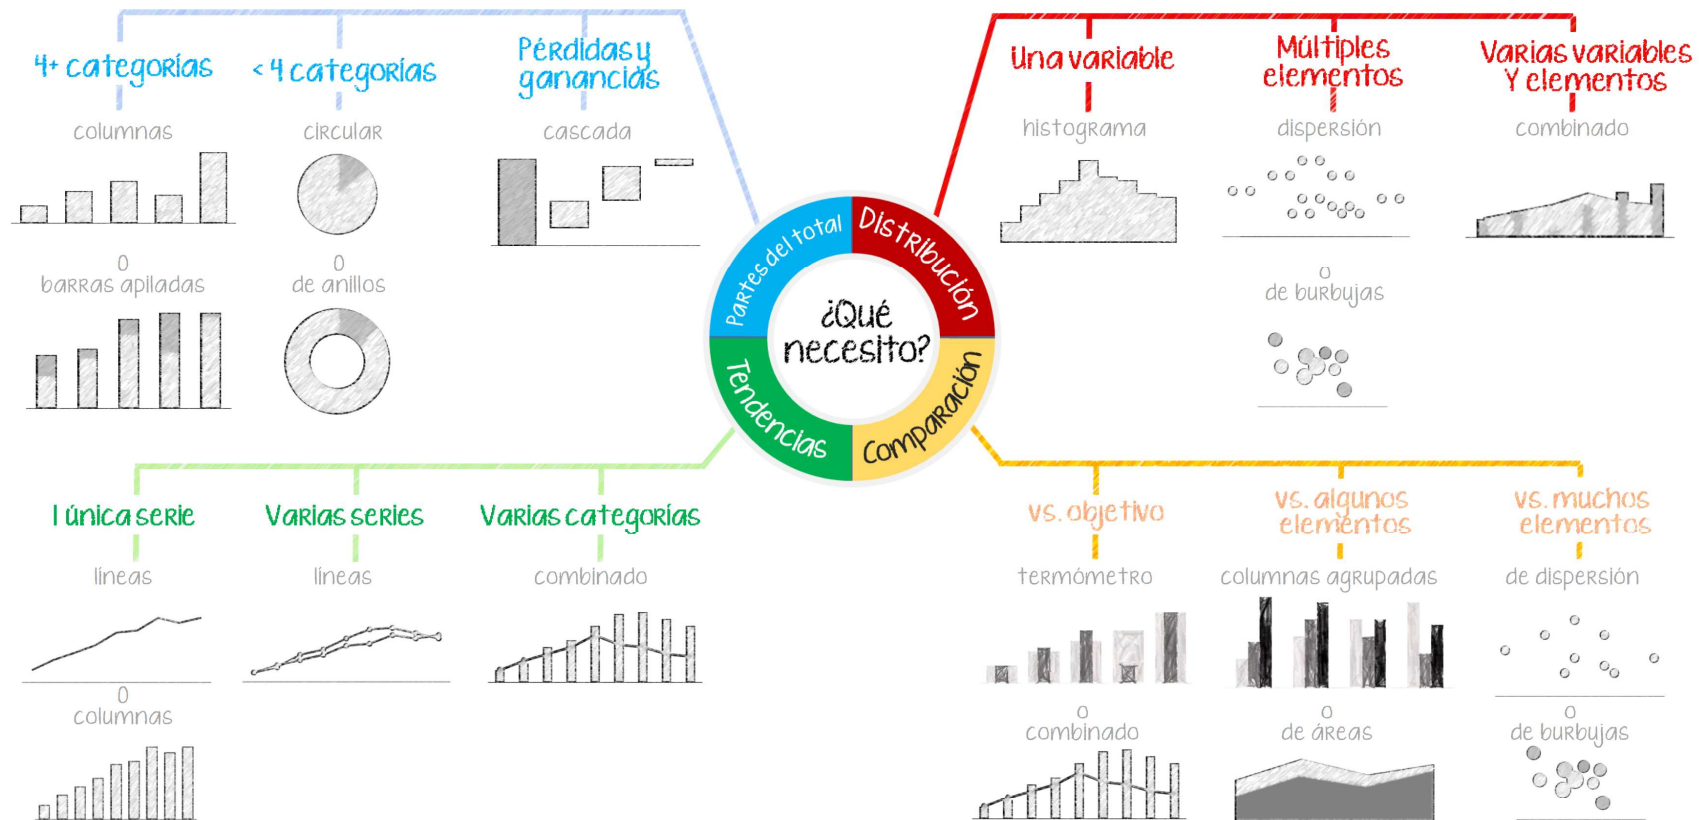 4+ categorías
< 4 categorías
Pérdidas y
ganancias
columnas
circular
cascada
o
barras apiladas
o
de anillos
Una variable
Múltiples
elementos
Varias variables
Y elementos
histograma
dispersión
combinado
o
de burbujas
Partes del total
Distribución
Tendencias
Comparación
¿Qué
necesito?
1 única serie
Varias series
Varias categorías
líneas
líneas
combinado
o
columnas
vs. objetivo
vs. algunos
elementos
vs. muchos
elementos
termómetro
columnas agrupadas
de dispersión
o
combinado
o
de áreas
o
de burbujas